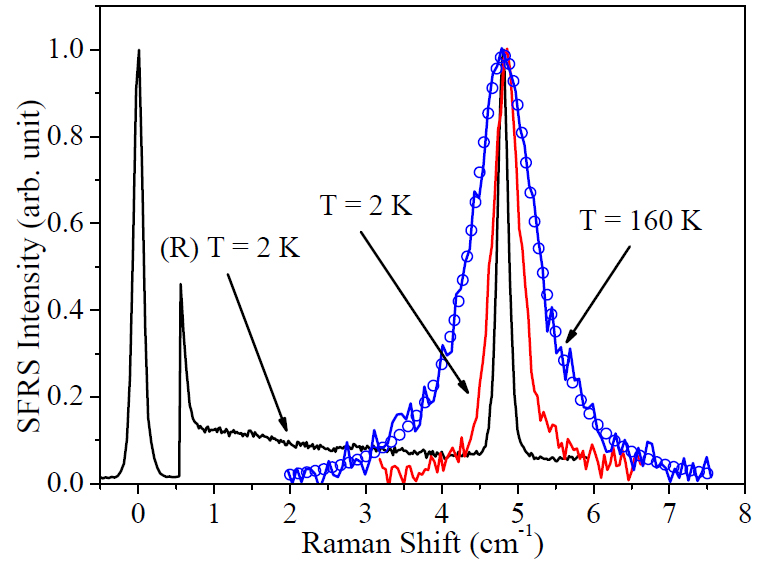 SFRS Intensity (arb. unit)
1.0
0.8
0.6
0.4
0.2
0.0
(R) T = 2 K
T = 2 K
T = 160 K
0 1 2 3 4 5 6 7 8
Raman Shift (cm⁻¹)